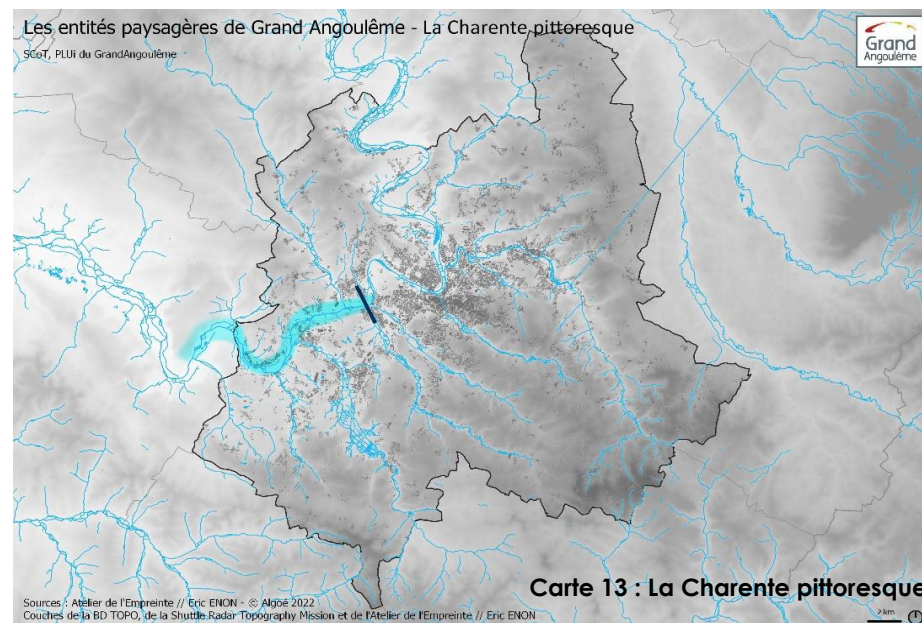 Les entités paysagères de Grand Angoulême - La Charente pittoresque
SCoT, PLUi du GrandAngoulême
Grand
Angoulême
Carte 13 : La Charente pittoresque
Sources : Atelier de l'Empreinte // Eric ENON - © Algoé 2022
Couches de la BD TOPO, de la Shuttle Radar Topography Mission et de l'Atelier de l'Empreinte // Eric ENON
2 km